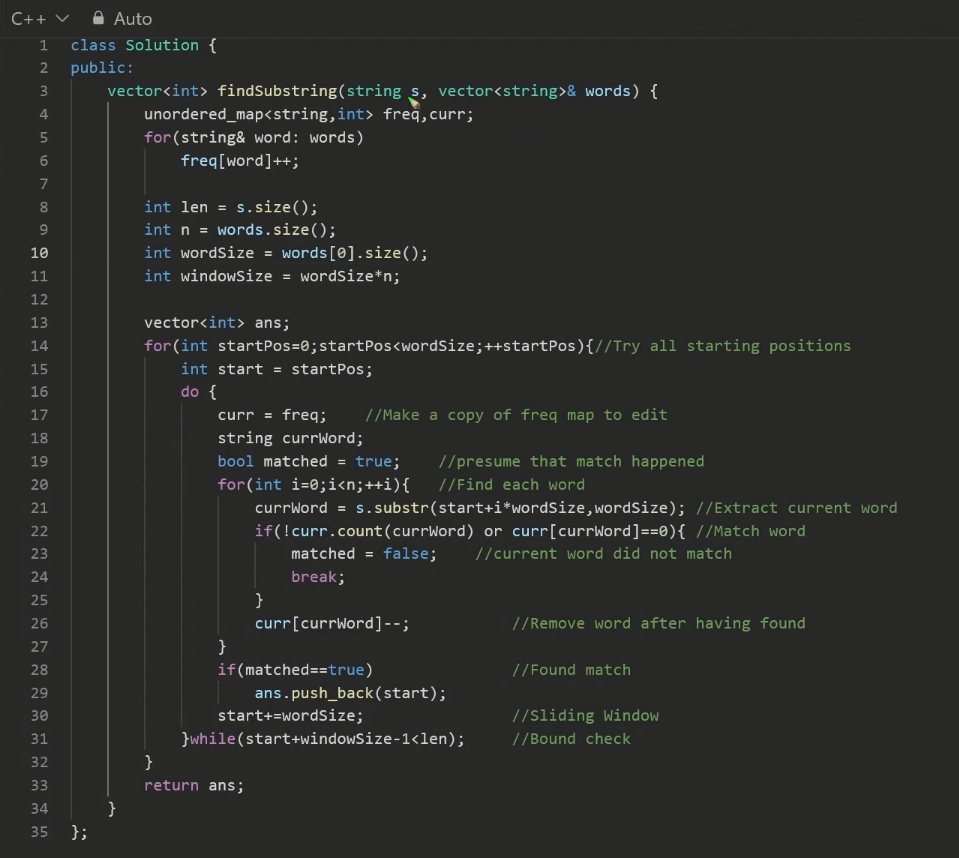 C++ Auto
1 class Solution {
2 public:
3     vector<int> findSubstring(string s, vector<string>& words) {
4         unordered_map<string,int> freq,curr;
5         for(string& word: words)
6             freq[word]++;
7
8         int len = s.size();
9         int n = words.size();
10         int wordSize = words[0].size();
11         int windowSize = wordSize*n;
12
13         vector<int> ans;
14         for(int startPos=0;startPos<wordSize;++startPos){//Try all starting positions
15             int start = startPos;
16             do {
17                 curr = freq;    //Make a copy of freq map to edit
18                 string currWord;
19                 bool matched = true;    //presume that match happened
20                 for(int i=0;i<n;++i){   //Find each word
21                     currWord = s.substr(start+i*wordSize,wordSize); //Extract current word
22                     if(!curr.count(currWord) or curr[currWord]==0){ //Match word
23                         matched = false;    //current word did not match
24                         break;
25                     }
26                     curr[currWord]--;           //Remove word after having found
27                 }
28                 if(matched==true)               //Found match
29                     ans.push_back(start);
30                 start+=wordSize;                //Sliding Window
31             }while(start+windowSize-1<len);     //Bound check
32         }
33         return ans;
34     }
35 };